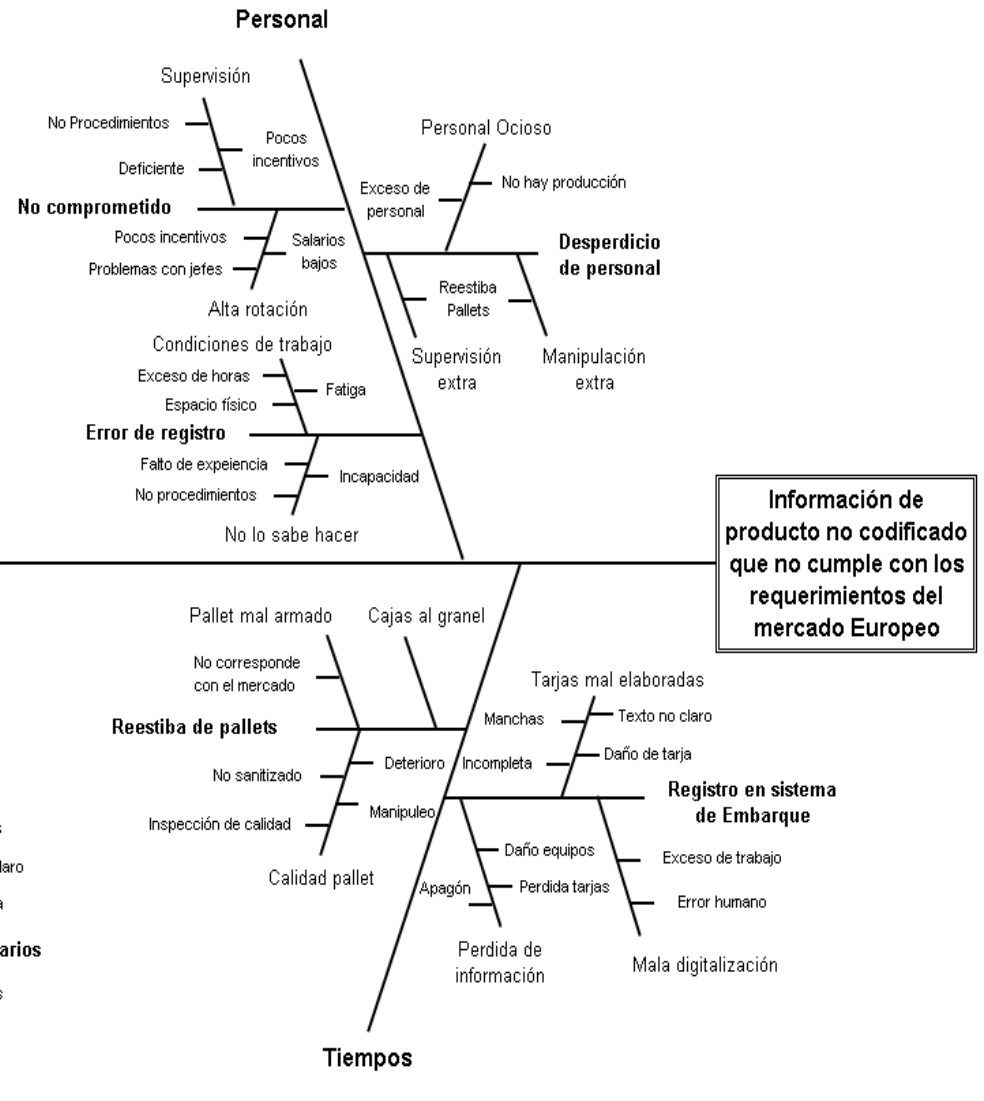 Personal
Supervisión
No Procedimientos
Pocos
incentivos
Deficiente
No comprometido
Pocos incentivos
Salarios
bajos
Problemas con jefes
Alta rotación
Personal Ocioso
Exceso de
personal
No hay producción
Desperdicio
de personal
Reestiba
Pallets
Supervisión
extra
Manipulación
extra
Condiciones de trabajo
Exceso de horas
Fatiga
Espacio físico
Error de registro
Falto de expeiencia
Incapacidad
No procedimientos
No lo sabe hacer
Información de
producto no codificado
que no cumple con los
requerimientos del
mercado Europeo
Pallet mal armado
Cajas al granel
No corresponde
con el mercado
Reestiba de pallets
Deterioro
No sanitizado
Manipuleo
Inspección de calidad
Calidad pallet
Tarjas mal elaboradas
Manchas
Texto no claro
Incompleta
Daño de tarja
Registro en sistema
de Embarque
Daño equipos
Apagón
Perdida tarjas
Perdida de
información
Exceso de trabajo
Error humano
Mala digitalización
Tiempos